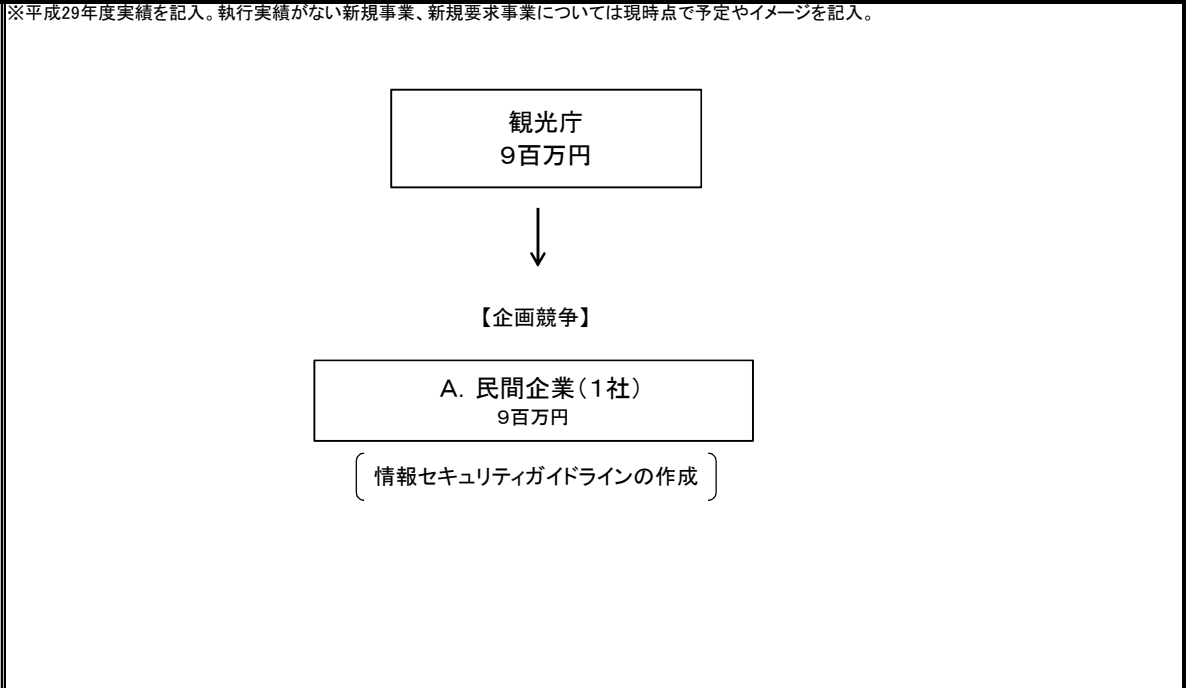 ※平成29年度実績を記入。執行実績がない新規事業、新規要求事業については現時点で予定やイメージを記入。
観光庁
９百万円
【企画競争】
Ａ．民間企業（１社）
９百万円
情報セキュリティガイドラインの作成